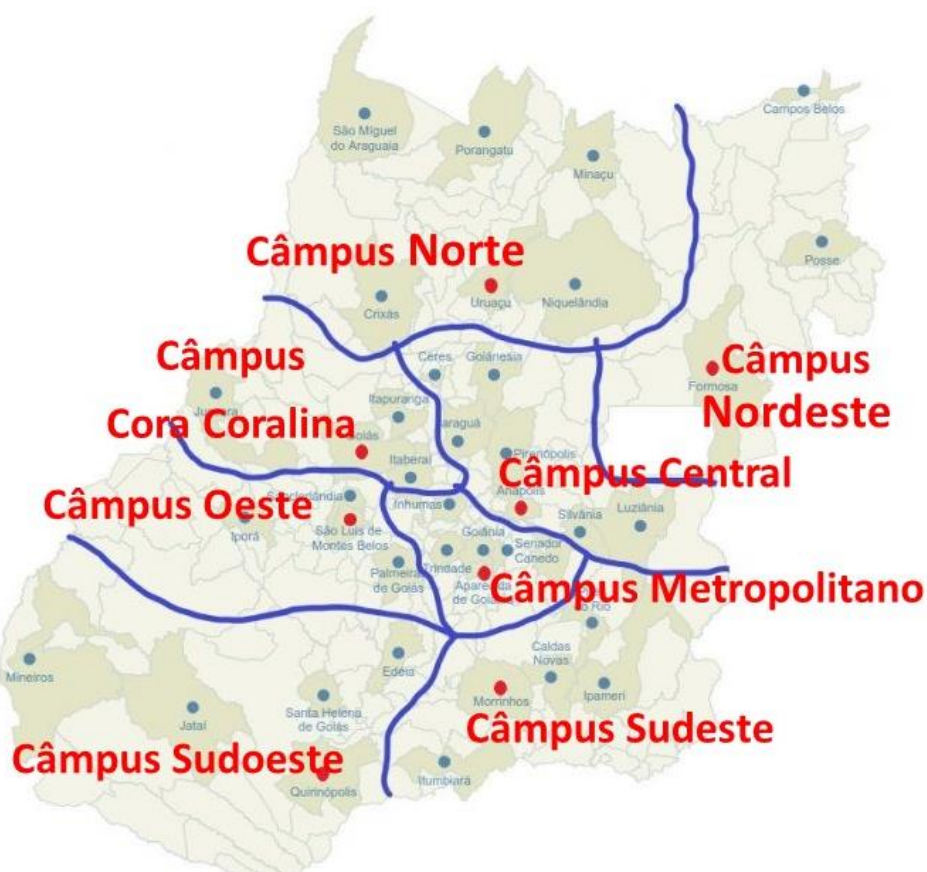 Campos Belos
São Miguel
do Araguaia
Porangatu
Minaçu
Câmpus Norte
Posse
Uruaçu
Niquelândia
Crixás
Câmpus
Ceres
Goianésia
Câmpus
Formosa
Nordeste
Itapuranga
Cora Coralina
Goiás
Pirenópolis
Itaberaí
Câmpus Central
Anápolis
Câmpus Oeste
Inhumas
Silvânia
Luziânia
Iporá
São Luís de
Montes Belos
Goiânia
Senador
Canedo
Trindade
Palmeiras
de Goiás
Câmpus Metropolitano
Caldas
Novas
Edéia
Mineiros
Ipameri
Morrinhos
Jataí
Santa Helena
de Goiás
Câmpus Sudeste
Câmpus Sudoeste
Itumbiara
Quirinópolis